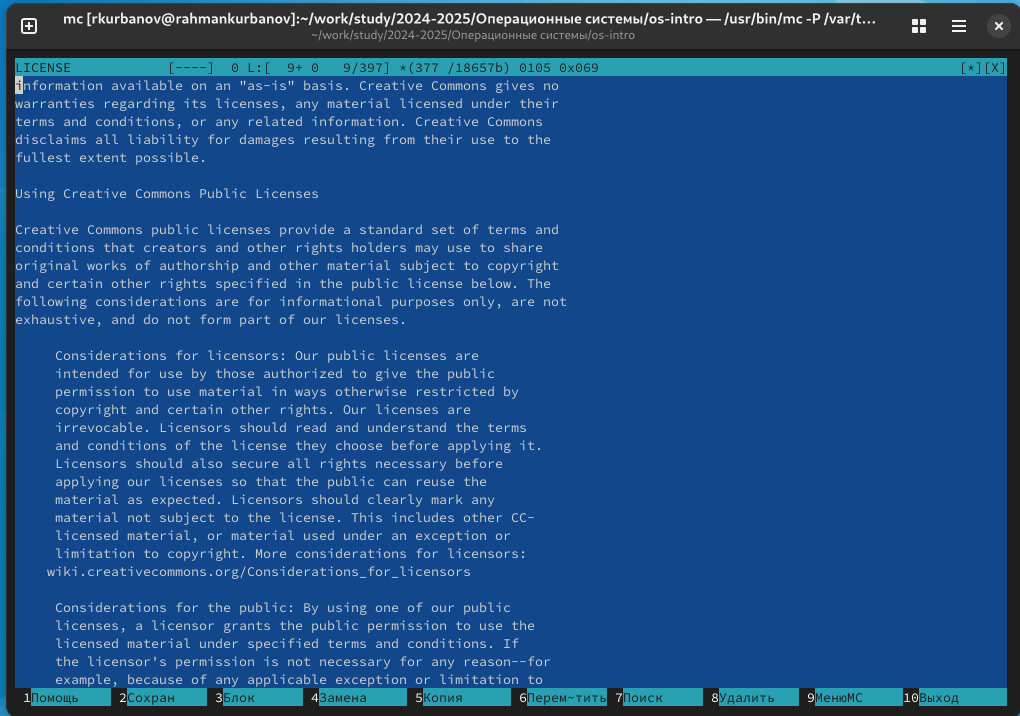 mc [rkurbanov@rahmankurbanov]:~/work/study/2024-2025/Операционные системы/os-intro — /usr/bin/mc -P /var/t…
~/work/study/2024-2025/Операционные системы/os-intro
LICENSE [----] 0 L:[ 9+ 0 9/397] *(377 /18657b) 0105 0x069 [*][X]
information available on an "as-is" basis. Creative Commons gives no
warranties regarding its licenses, any material licensed under their
terms and conditions, or any related information. Creative Commons
disclaims all liability for damages resulting from their use to the
fullest extent possible.
Using Creative Commons Public Licenses
Creative Commons public licenses provide a standard set of terms and
conditions that creators and other rights holders may use to share
original works of authorship and other material subject to copyright
and certain other rights specified in the public license below. The
following considerations are for informational purposes only, are not
exhaustive, and do not form part of our licenses.
Considerations for licensors: Our public licenses are
intended for use by those authorized to give the public
permission to use material in ways otherwise restricted by
copyright and certain other rights. Our licenses are
irrevocable. Licensors should read and understand the terms
and conditions of the license they choose before applying it.
Licensors should also secure all rights necessary before
applying our licenses so that the public can reuse the
material as expected. Licensors should clearly mark any
material not subject to the license. This includes other CC-
licensed material, or material used under an exception or
limitation to copyright. More considerations for licensors:
wiki.creativecommons.org/Considerations_for_licensors
Considerations for the public: By using one of our public
licenses, a licensor grants the public permission to use the
licensed material under specified terms and conditions. If
the licensor's permission is not necessary for any reason--for
example, because of any applicable exception or limitation to
1Помощь 2Сохран 3Блок 4Замена 5Копия 6Перем~тить 7Поиск 8Удалить 9МенюMC 10Выход